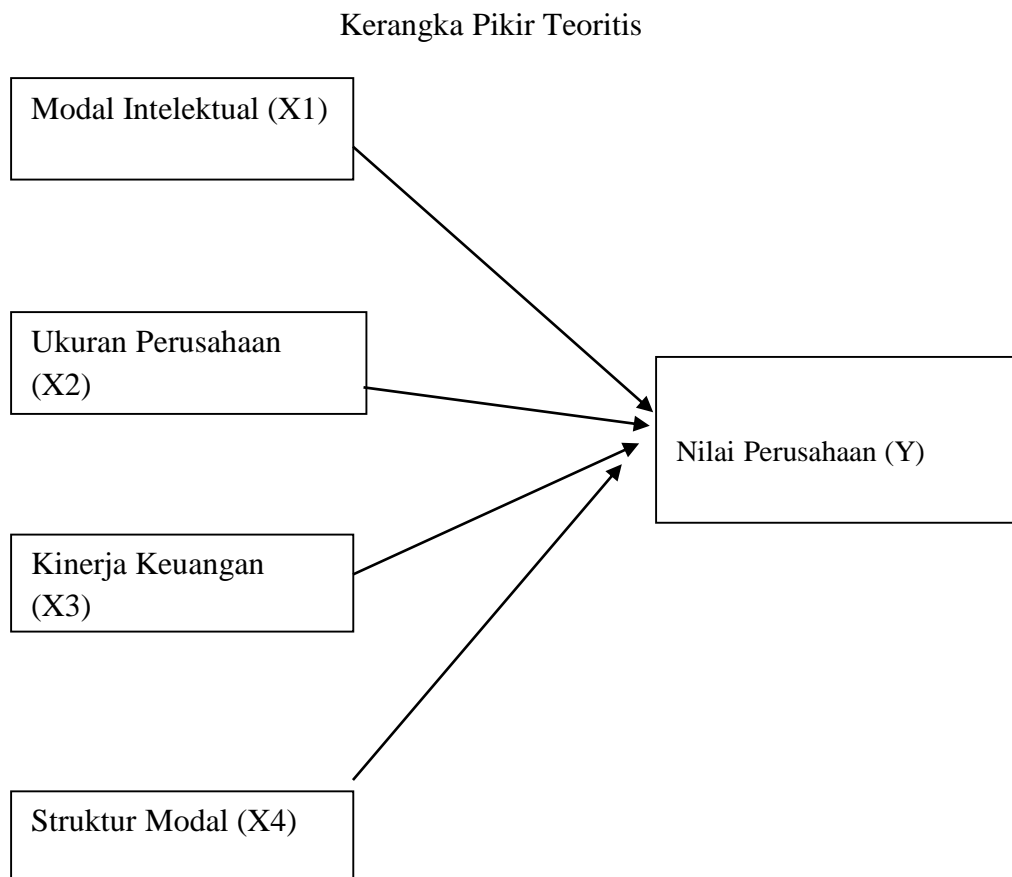 Kerangka Pikir Teoritis
Modal Intelektual (X1)
Ukuran Perusahaan
(X2)
Nilai Perusahaan (Y)
Kinerja Keuangan
(X3)
Struktur Modal (X4)